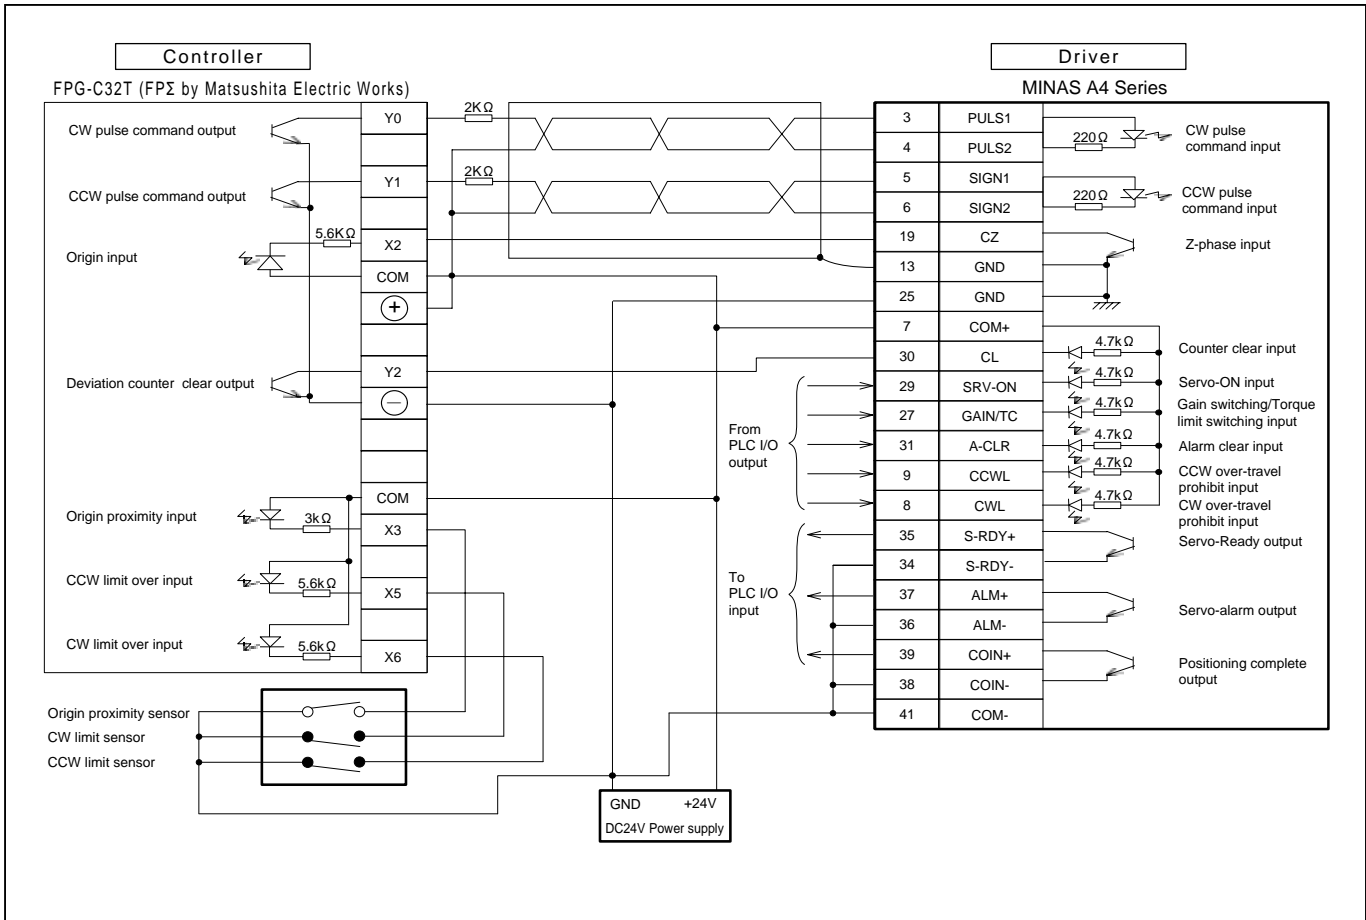 Controller
FPG-C32T (FPΣ by Matsushita Electric Works)
CW pulse command output
CCW pulse command output
Origin input
Deviation counter clear output
Origin proximity input
CCW limit over input
CW limit over input
5.6KΩ
3kΩ
5.6kΩ
5.6kΩ
Y0
Y1
X2
COM
+
Y2
−
COM
X3
X5
X6
2KΩ
2KΩ
Origin proximity sensor
CW limit sensor
CCW limit sensor
GND +24V
DC24V Power supply
From
PLC I/O
output
To
PLC I/O
input
Driver
MINAS A4 Series
3 PULS1
4 PULS2
5 SIGN1
6 SIGN2
19 CZ
13 GND
25 GND
7 COM+
30 CL
29 SRV-ON
27 GAIN/TC
31 A-CLR
9 CCWL
8 CWL
35 S-RDY+
34 S-RDY-
37 ALM+
36 ALM-
39 COIN+
38 COIN-
41 COM-
220Ω
220Ω
4.7kΩ
4.7kΩ
4.7kΩ
4.7kΩ
4.7kΩ
4.7kΩ
CW pulse
command input
CCW pulse
command input
Z-phase input
Counter clear input
Servo-ON input
Gain switching/Torque
limit switching input
Alarm clear input
CCW over-travel
prohibit input
CW over-travel
prohibit input
Servo-Ready output
Servo-alarm output
Positioning complete
output